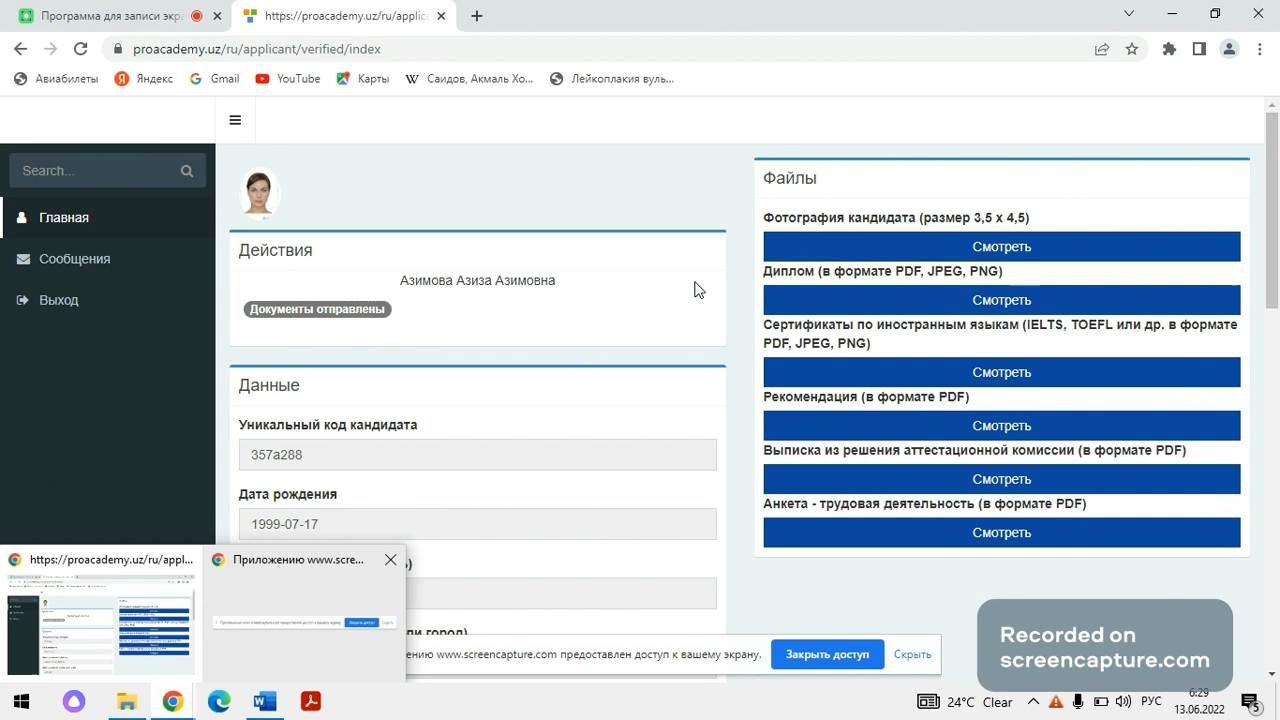 Программа для записи экра
https://proacademy.uz/ru/applic
proacademy.uz/ru/applicant/verified/index
Авиабилеты
Яндекс
Gmail
YouTube
Карты
Саидов, Акмаль Хо...
Лейкоплакия вуль...
Search...
Главная
Сообщения
Выход
Действия
Азимова Азиза Азимовна
Документы отправлены
Данные
Уникальный код кандидата
357a288
Дата рождения
1999-07-17
Файлы
Фотография кандидата (размер 3,5 x 4,5)
Смотреть
Диплом (в формате PDF, JPEG, PNG)
Смотреть
Сертификаты по иностранным языкам (IELTS, TOEFL или др. в формате
PDF, JPEG, PNG)
Смотреть
Рекомендация (в формате PDF)
Смотреть
Выписка из решения аттестационной комиссии (в формате PDF)
Смотреть
Анкета - трудовая деятельность (в формате PDF)
Смотреть
https://proacademy.uz/ru/appl...
Приложению www.scre...
город)
www.screencapture.com предоставлен доступ к вашему
Закрыть доступ
Скрыть
Recorded on
screencapture.com
24°C Clear
РУС
6:29
13.06.2022
5